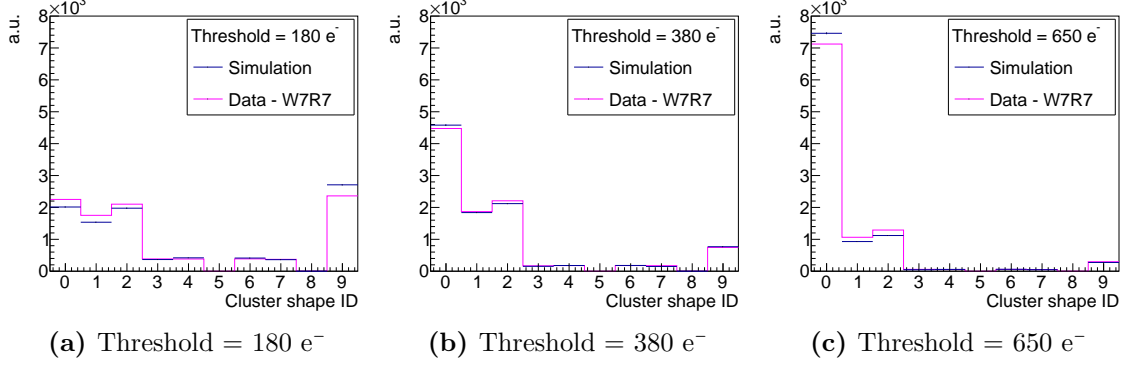 ×10³
a.u.
8
7
6
5
4
3
2
1
0
Threshold = 180 e⁻
Simulation
Data - W7R7
0 1 2 3 4 5 6 7 8 9
Cluster shape ID
(a) Threshold = 180 e⁻
×10³
a.u.
8
7
6
5
4
3
2
1
0
Threshold = 380 e⁻
Simulation
Data - W7R7
0 1 2 3 4 5 6 7 8 9
Cluster shape ID
(b) Threshold = 380 e⁻
×10³
a.u.
8
7
6
5
4
3
2
1
0
Threshold = 650 e⁻
Simulation
Data - W7R7
0 1 2 3 4 5 6 7 8 9
Cluster shape ID
(c) Threshold = 650 e⁻